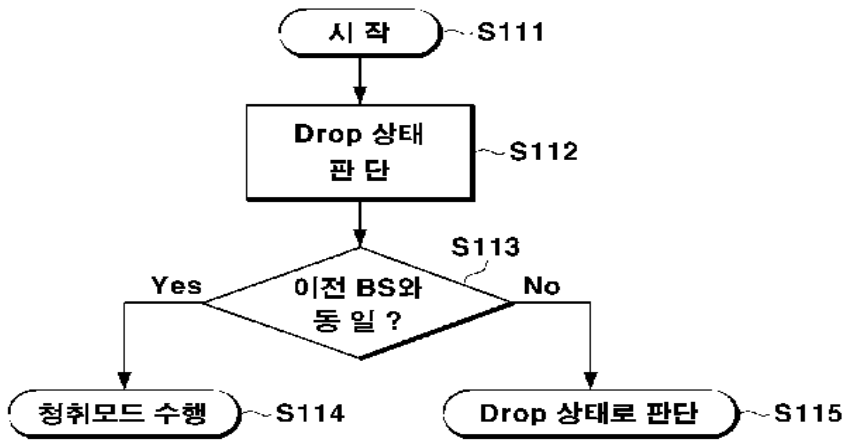 시 작 S111
Drop 상태
판 단
S112
S113
Yes
이전 BS와
동 일 ?
No
청취모드 수행 S114
Drop 상태로 판단 S115